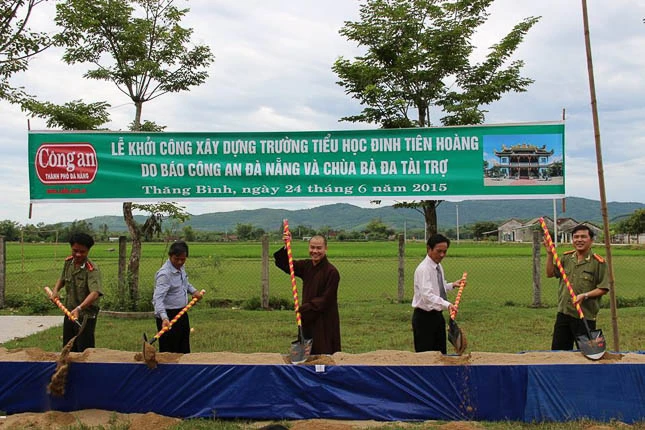 LỄ KHỞI CÔNG XÂY DỰNG TRƯỜNG TIỂU HỌC ĐINH TIÊN HOÀNG
Công an
THÀNH PHỐ ĐÀ NẴNG
DO BÁO CÔNG AN ĐÀ NẴNG VÀ CHÙA BÀ ĐA TÀI TRỢ
Thăng Bình, ngày 24 tháng 6 năm 2015